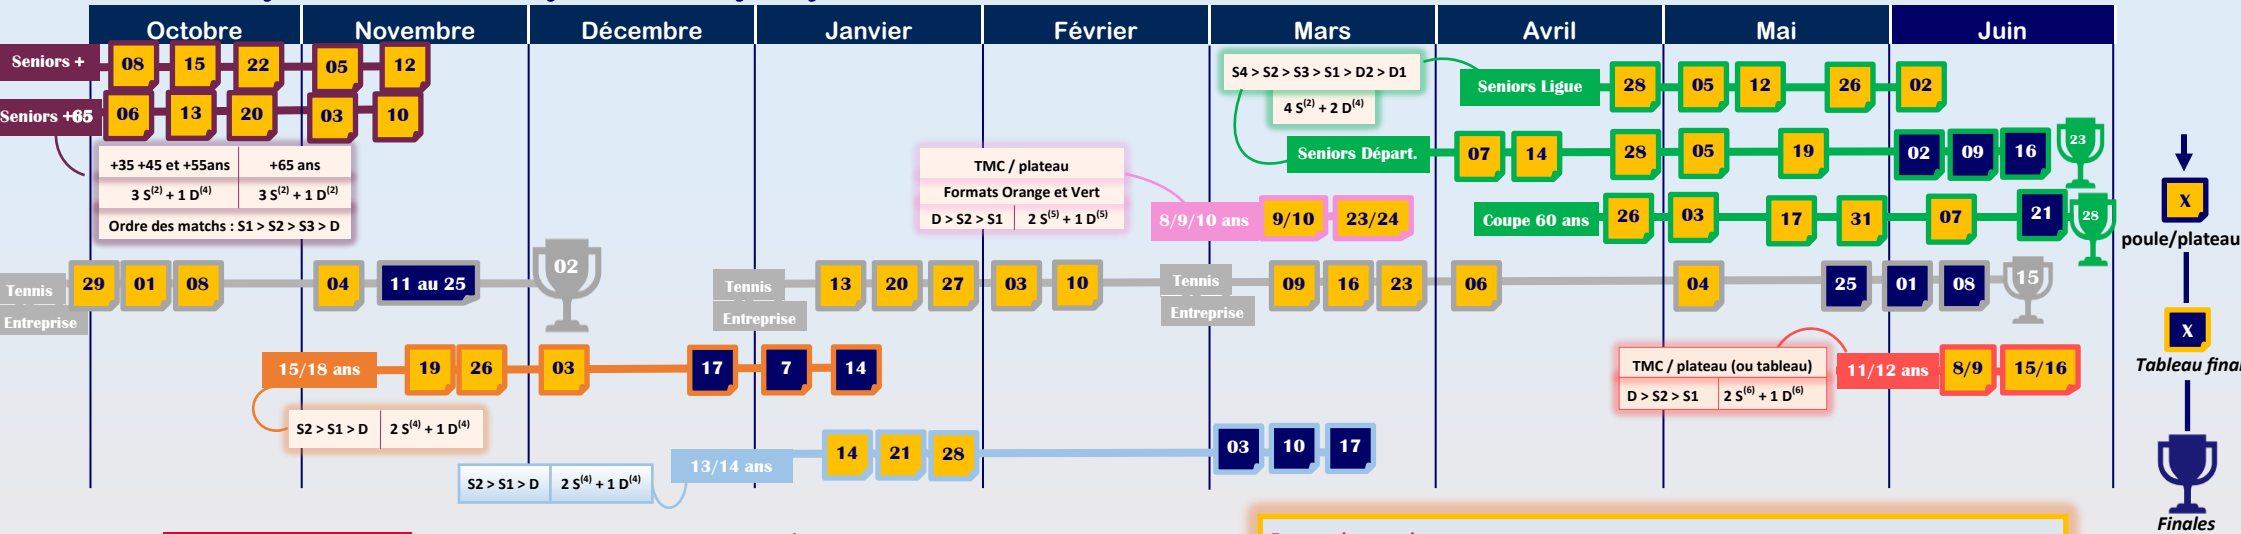 Octobre Novembre Décembre Janvier Février Mars Avril Mai Juin
Seniors + 08 15 22 05 12
Seniors +65 06 13 20 03 10
+35 +45 et +55ans +65 ans
3 S(2) + 1 D(4) 3 S(2) + 1 D(2)
Ordre des matchs : S1 > S2 > S3 > D
S4 > S2 > S3 > S1 > D2 > D1
4 S(2) + 2 D(4)
Seniors Ligue 28 05 12 26 02
Seniors Départ. 07 14 28 05 19 02 09 16 23
TMC / plateau
Formats Orange et Vert
D > S2 > S1 2 S(5) + 1 D(5)
8/9/10 ans 9/10 23/24
Coupe 60 ans 26 03 17 31 07 21 28
Tennis
Entreprise
29 01 08 04 11 au 25 02
Tennis
Entreprise
13 20 27 03 10
Tennis
Entreprise
09 16 23 06 04 25 01 08 15
15/18 ans 19 26 03 17 7 14
S2 > S1 > D 2 S(4) + 1 D(4)
TMC / plateau (ou tableau)
D > S2 > S1 2 S(6) + 1 D(6)
11/12 ans 8/9 15/16
13/14 ans 14 21 28 03 10 17
S2 > S1 > D 2 S(4) + 1 D(4)
X
poule/plateau
X
Tableau final
Finales